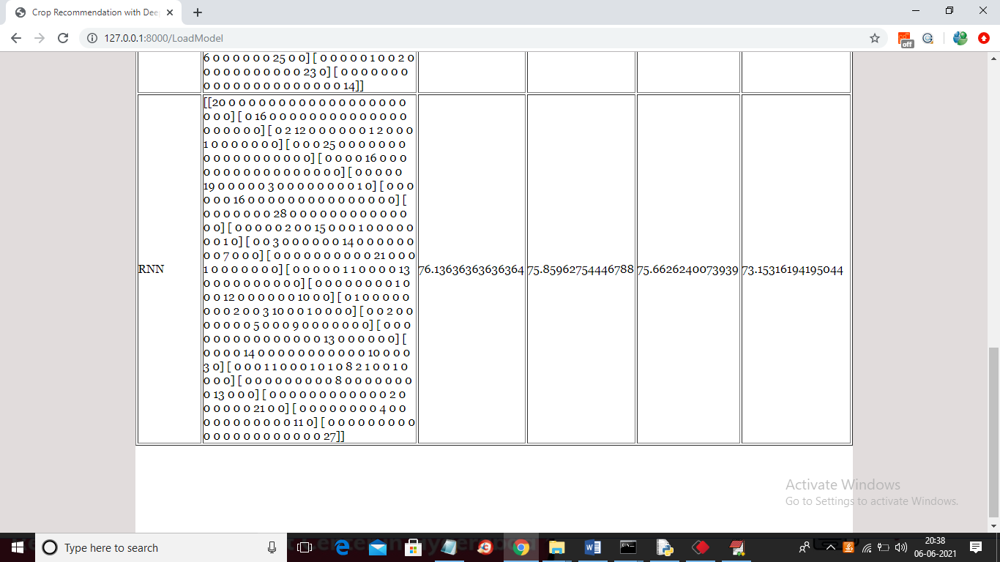 Crop Recommendation with Dee
127.0.0.1:8000/LoadModel
off
6 0 0 0 0 0 0 25 0 0] [ 0 0 0 0 0 1 0 0 2 0
0 0 0 0 0 0 0 0 0 0 23 0] [ 0 0 0 0 0 0 0
0 0 0 0 0 0 0 0 0 0 0 0 0 0 14]]
RNN
[[20 0 0 0 0 0 0 0 0 0 0 0 0 0 0 0 0 0 0
0 0 0] [ 0 16 0 0 0 0 0 0 0 0 0 0 0 0 0 0
0 0 0 0 0 0] [ 0 2 12 0 0 0 0 0 0 1 2 0 0 0
1 0 0 0 0 0 0 0] [ 0 0 0 25 0 0 0 0 0 0 0
0 0 0 0 0 0 0 0 0 0 0 0] [ 0 0 0 0 16 0 0 0
0 0 0 0 0 0 0 0 0 0 0 0 0 0] [ 0 0 0 0 0
19 0 0 0 0 0 3 0 0 0 0 0 0 0 0 1 0] [ 0 0 0
0 0 0 16 0 0 0 0 0 0 0 0 0 0 0 0 0 0 0] [
0 0 0 0 0 0 0 28 0 0 0 0 0 0 0 0 0 0 0 0
0 0] [ 0 0 0 0 0 2 0 0 15 0 0 0 1 0 0 0 0 0
0 0 1 0] [ 0 0 3 0 0 0 0 0 0 14 0 0 0 0 0 0
0 0 7 0 0 0] [ 0 0 0 0 0 0 0 0 0 0 21 0 0 0
1 0 0 0 0 0 0 0] [ 0 0 0 0 0 1 1 0 0 0 0 13
0 0 0 0 0 0 0 0 0 0] [ 0 0 0 0 0 0 0 0 1 0
0 0 12 0 0 0 0 0 0 10 0 0] [ 0 1 0 0 0 0 0
0 0 2 0 0 3 10 0 0 1 0 0 0 0] [ 0 0 2 0 0
0 0 0 0 0 5 0 0 0 9 0 0 0 0 0 0 0] [ 0 0 0
0 0 0 0 0 0 0 0 0 0 0 0 13 0 0 0 0 0 0] [
0 0 0 0 14 0 0 0 0 0 0 0 0 0 0 0 10 0 0 0
3 0] [ 0 0 0 1 1 0 0 0 1 0 1 0 8 2 1 0 0 1 0
0 0 0] [ 0 0 0 0 0 0 0 0 0 8 0 0 0 0 0 0 0
0 13 0 0 0] [ 0 0 0 0 0 0 0 0 0 0 0 0 2 0
0 0 0 0 0 21 0 0] [ 0 0 0 0 0 0 0 0 4 0 0
0 0 0 0 0 0 0 0 0 11 0] [ 0 0 0 0 0 0 0 0 0
0 0 0 0 0 0 0 0 0 0 0 0 27]]
76.13636363636364
75.85962754446788
75.6626240073939
73.15316194195044
Activate Windows
Go to Settings to activate Windows.
Type here to search
20:38
06-06-2021